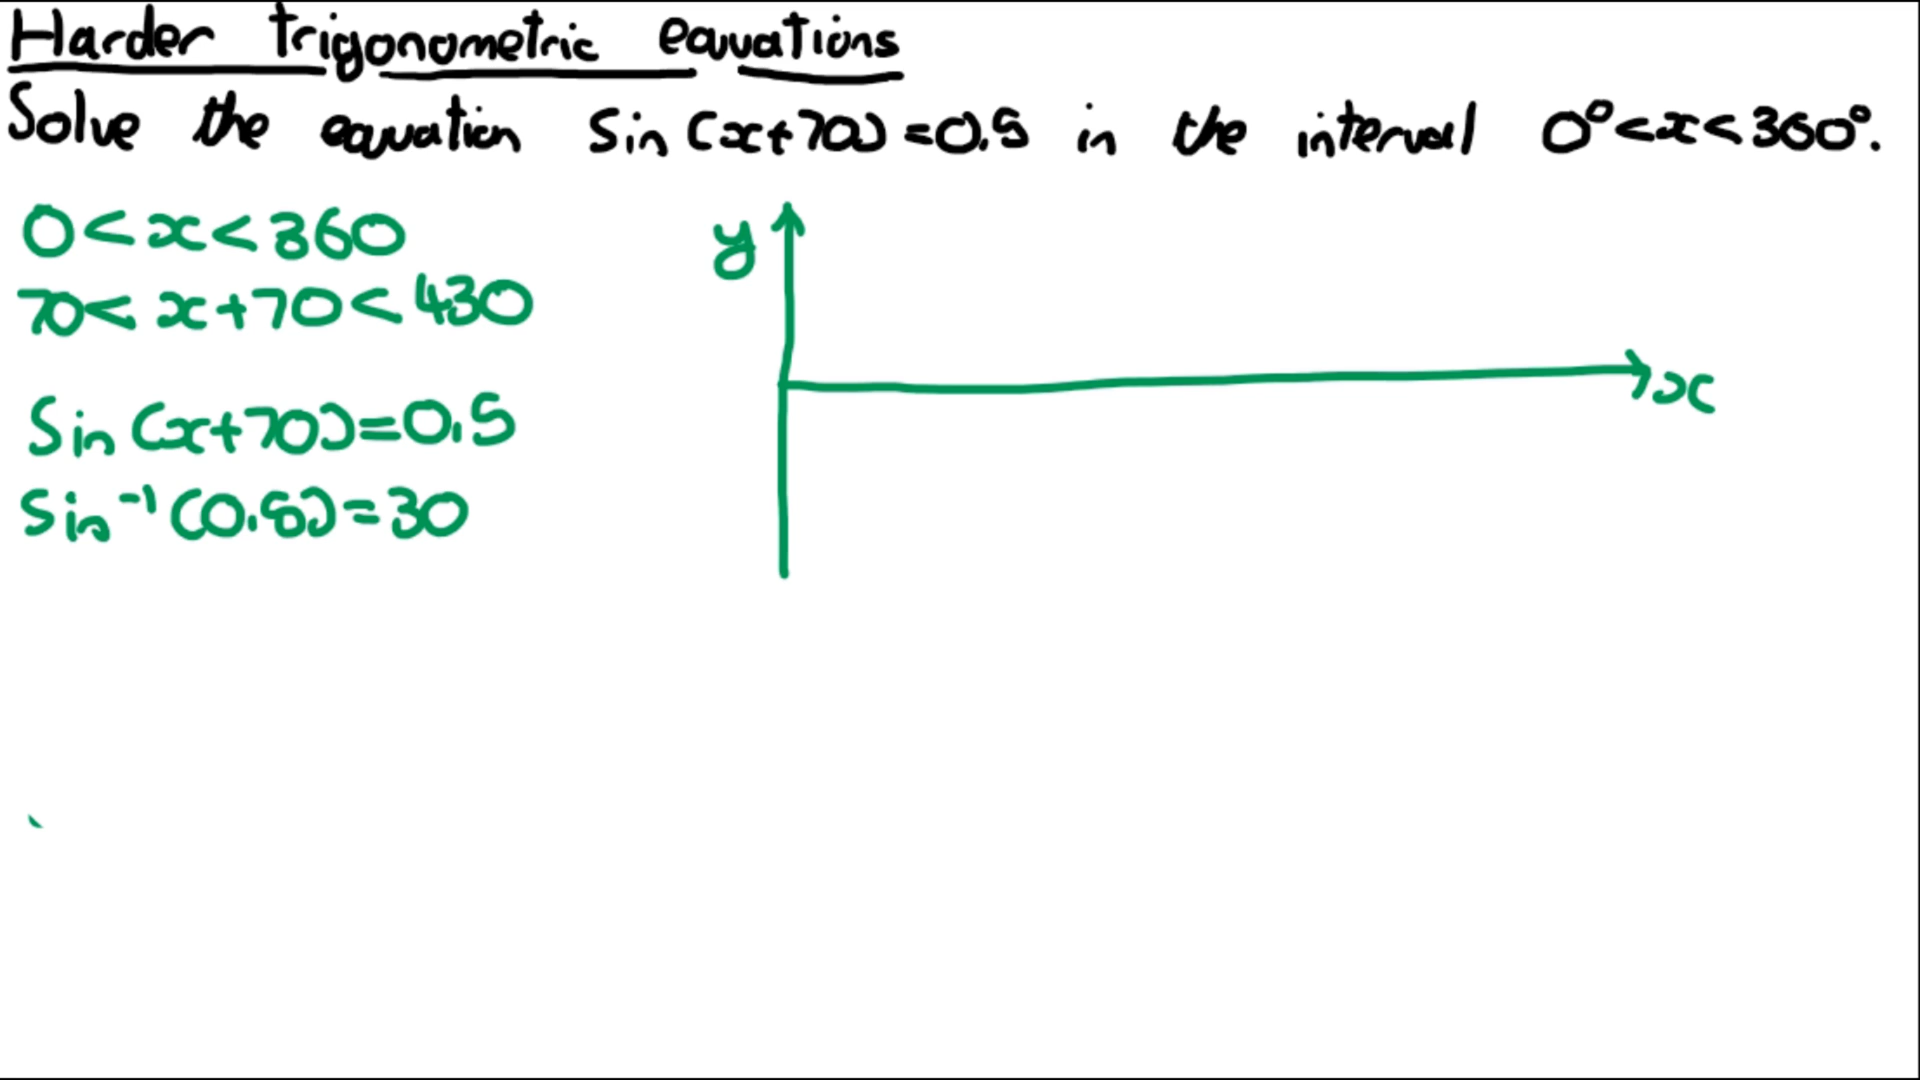 Harder trigonometric equations
Solve the equation Sin (x+70) =0.5 in the interval 0°<x<360°.
0<x<360
70<x+70<430
Sin (x+70)=0.5
Sin⁻¹ (0.5)=30
y
x